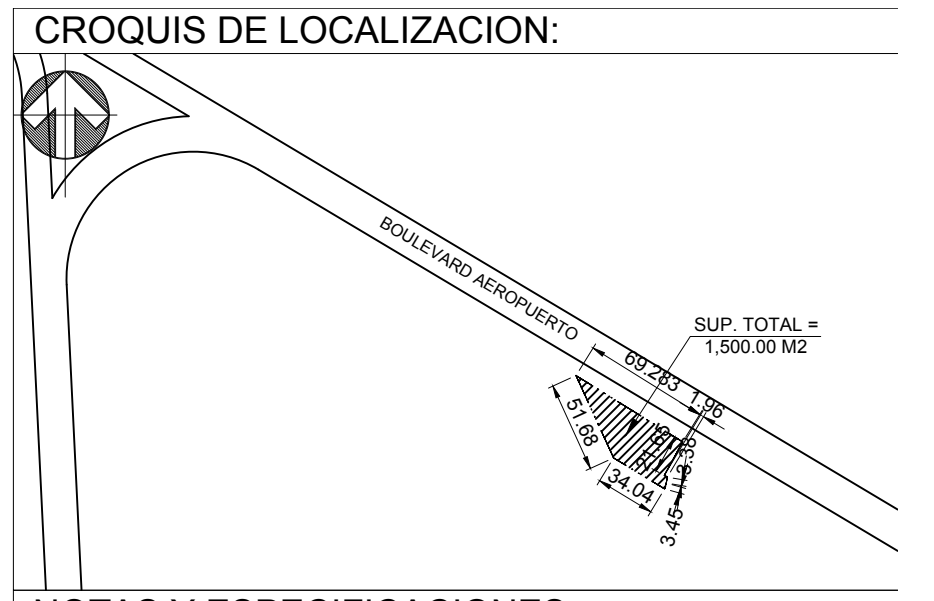 CROQUIS DE LOCALIZACION:
BOULEVARD AEROPUERTO
SUP. TOTAL =
1,500.00 M2
69.283
1.96
51.68
34.04
3.45